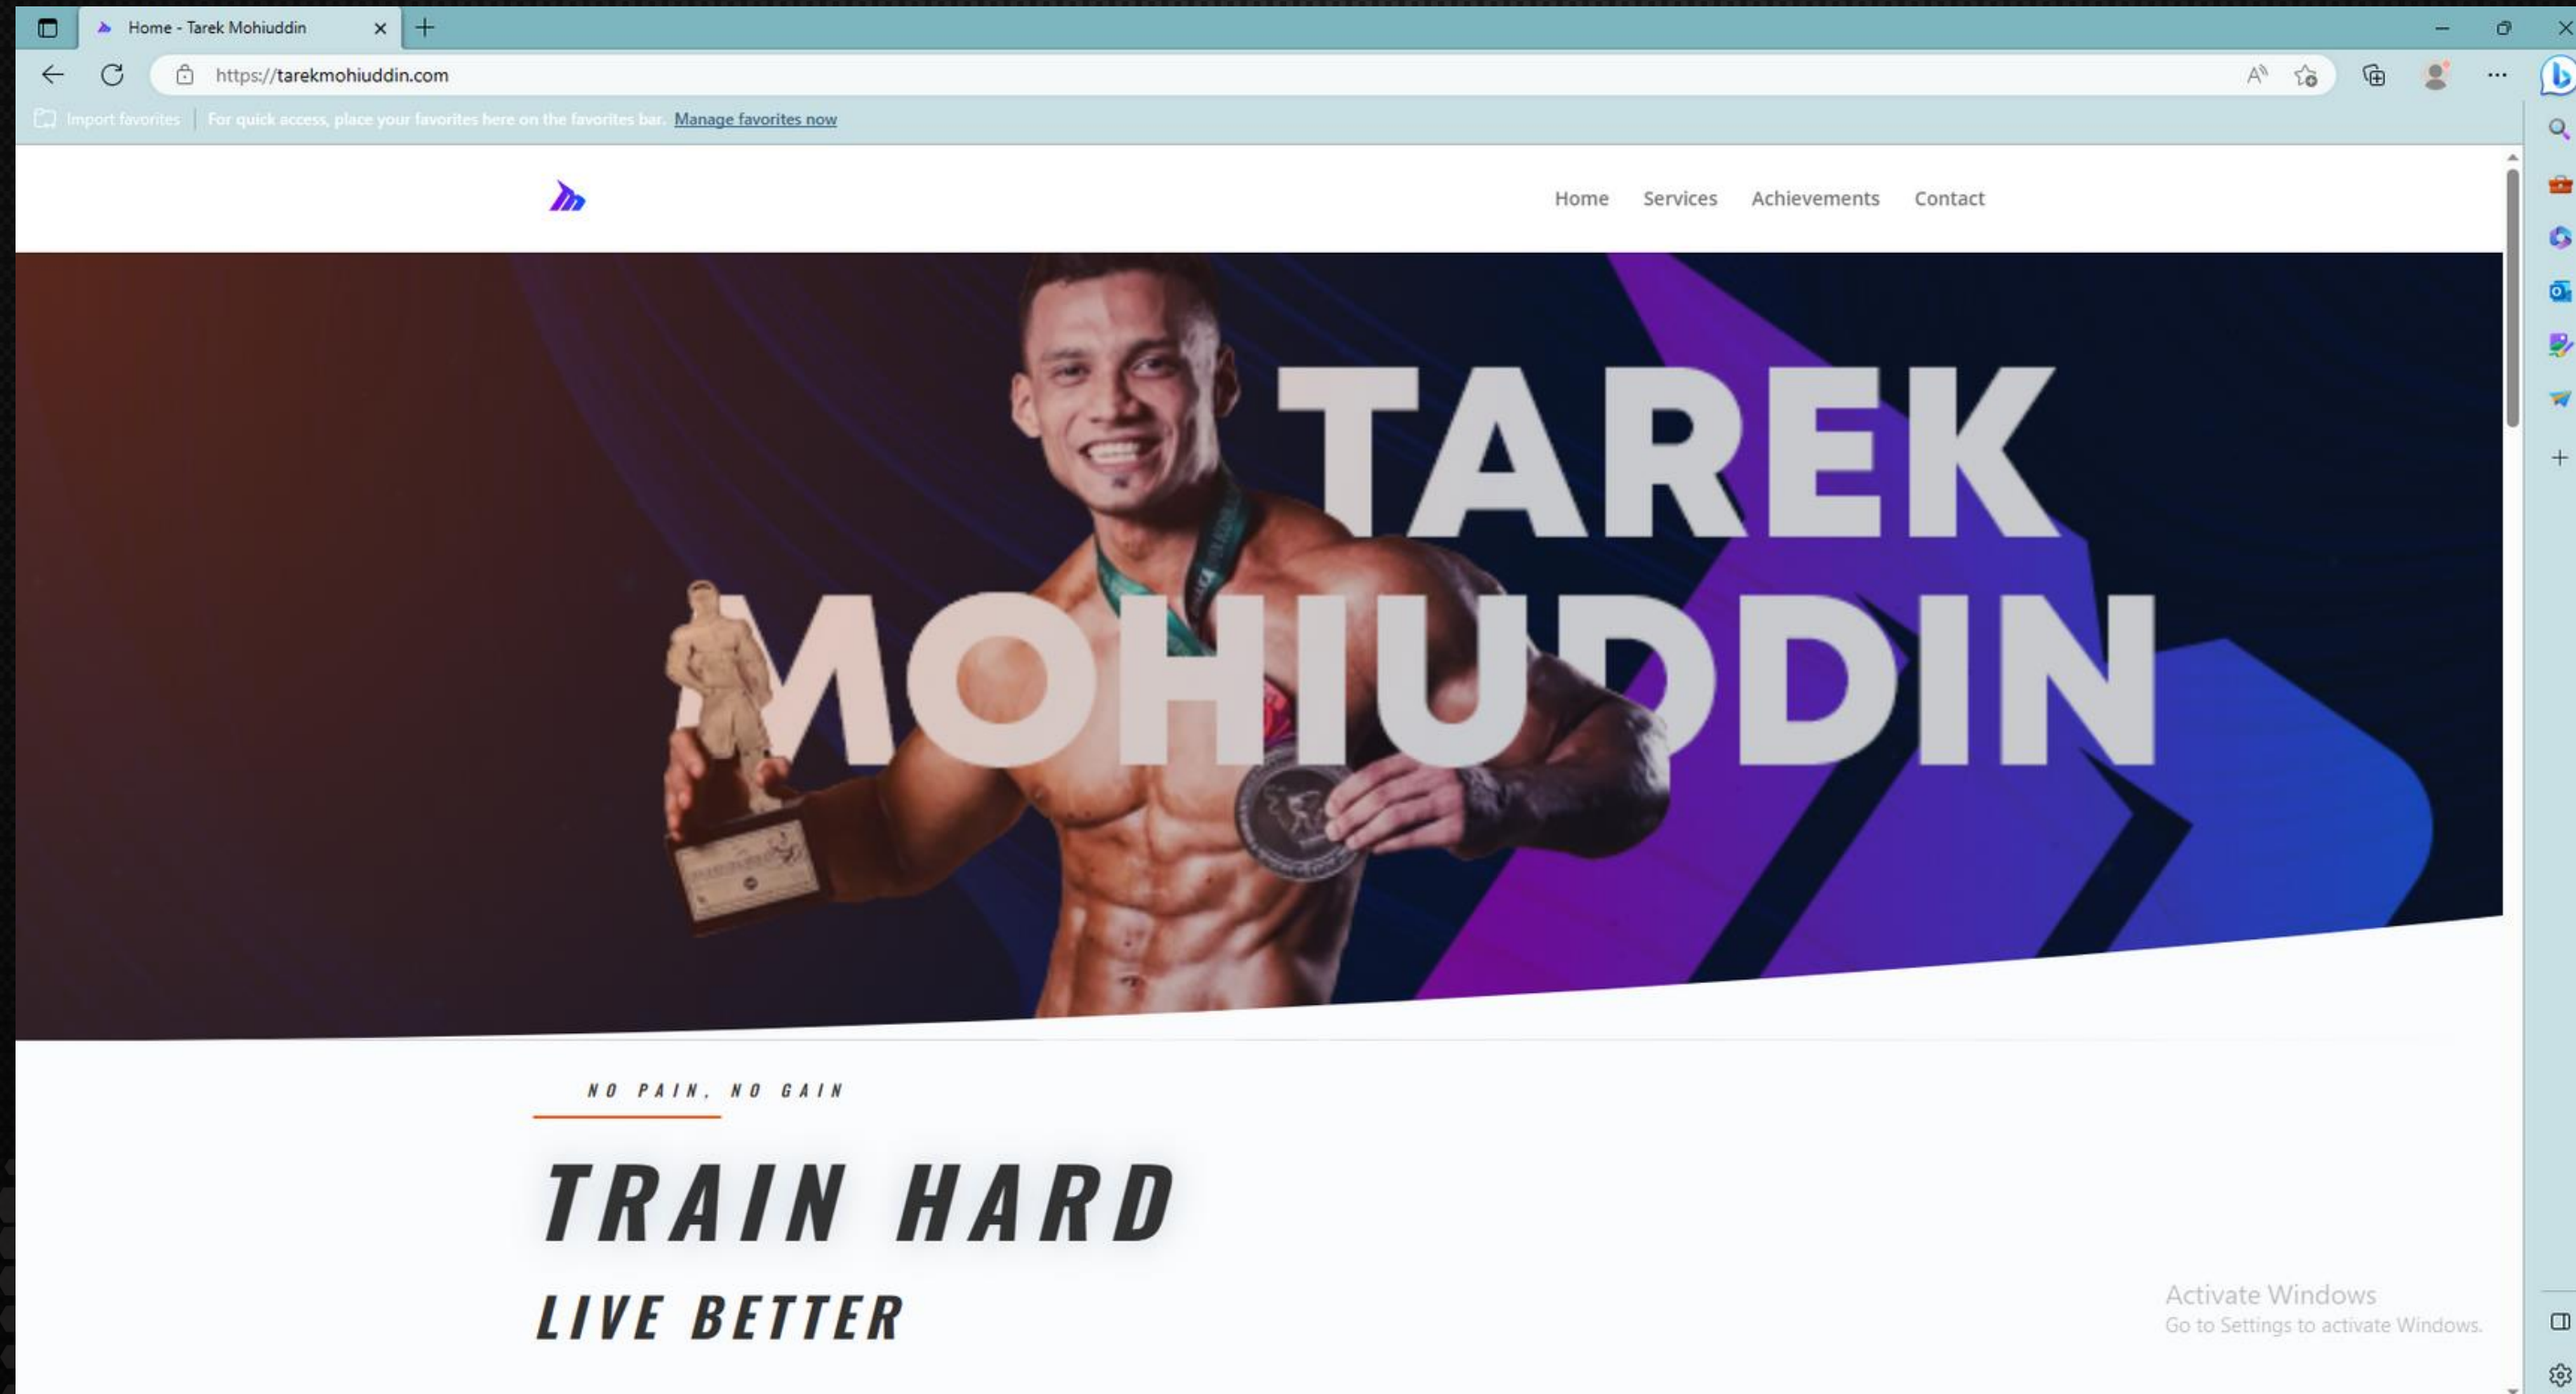 Home - Tarek Mohiuddin
https://tarekmohiuddin.com
Import favorites
For quick access, place your favorites here on the favorites bar. Manage favorites now
Home Services Achievements Contact
TAREK
MOHIUDDIN
NO PAIN, NO GAIN
TRAIN HARD
LIVE BETTER
Activate Windows
Go to Settings to activate Windows.